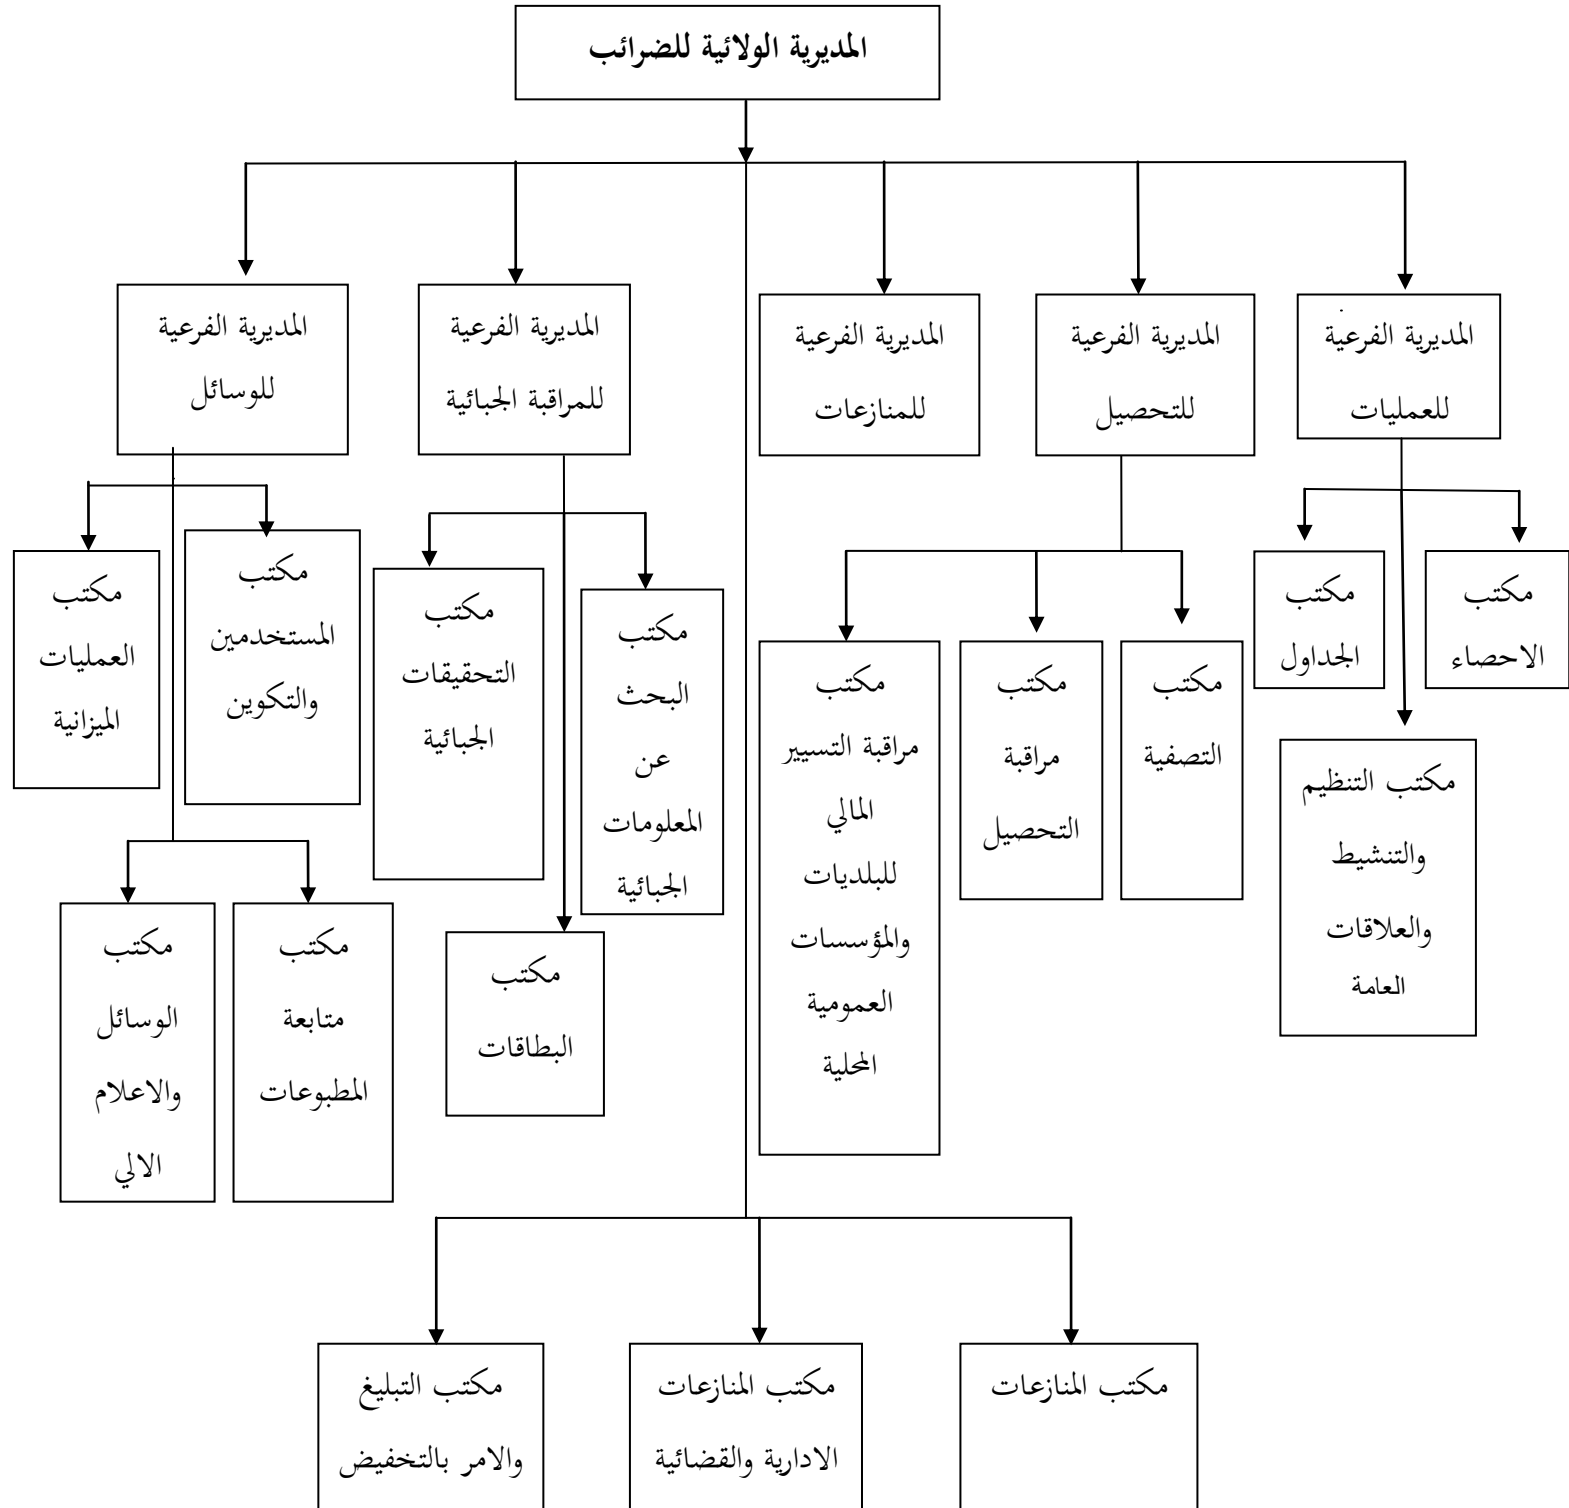 المديرية الولائية للضرائب
المديرية الفرعية
للعمليات
المديرية الفرعية
للتحصيل
المديرية الفرعية
للمنازعات
المديرية الفرعية
للمراقبة الجبائية
المديرية الفرعية
للوسائل
مكتب
الاحصاء
مكتب
الجداول
مكتب التنظيم
والتنشيط
والعلاقات
العامة
مكتب
التصفية
مكتب
مراقبة
التحصيل
مكتب
مراقبة التسيير
المالي
للبلديات
والمؤسسات
العمومية
المحلية
مكتب
البحث
عن
المعلومات
الجبائية
مكتب
التحقيقات
الجبائية
مكتب
البطاقات
مكتب
المستخدمين
والتكوين
مكتب
العمليات
الميزانية
مكتب
متابعة
المطبوعات
مكتب
الوسائل
والاعلام
الالي
مكتب المنازعات
مكتب المنازعات
الادارية والقضائية
مكتب التبليغ
والامر بالتخفيض